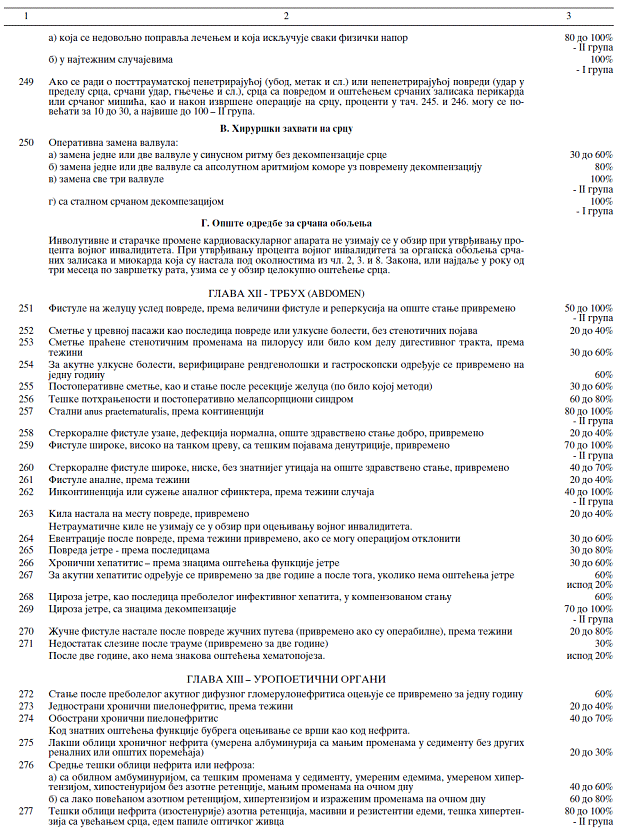 1 2 3
а) која се недовољно поправља лечењем и која искључује сваки физички напор 80 до 100%
- II група
б) у најтежним случајевима 100%
- I група
249 Ако се ради о посттрауматској пенетрирајућој (убод, метак и сл.) или непенетрирајућој повреди (удар у
пределу срца, срчани удар, гњечење и сл.), срца са повредом и оштећењем срчаних залисака перикарда
или срчаног мишића, као и након извршене операције на срцу, проценти у тач. 245. и 246. могу се по-
већати за 10 до 30, а највише до 100 – II група.
В. Хируршки захвати на срцу
250 Оперативна замена валвула:
а) замена једне или две валвуле у синусном ритму без декомпензације срце 30 do 60%
б) замена једне или две валвуле са апсолутном аритмијом коморе уз повремену декомпензацију 80%
в) замена све три валвуле 100%
- II група
г) са сталном срчаном декомпезацијом 100%
- I група
Г. Опште одредбе за срчана обољења
Инволутивне и старачке промене кардиоваскуларног апарата не узимају се у обзир при утврђивању про-
цента војног инвалидитета. При утврђивању процента војног инвалидитета за органска обољења срча-
них залисака и миокарда која су настала под околностима из чл. 2, 3. и 8. Закона, или најдаље у року од
три месеца по завршетку рата, узима се у обзир целокупно оштећење срца.
ГЛАВА XII - ТРБУХ (ABDOMEN)
251 Фистуле на желуцу услед повреде, према величини фистуле и реперкусија на опште стање привремено 50 до 100%
- II група
252 Сметње у цревној пасажи као последица повреде или улкусне болести, без стенотичних појава 20 до 40%
253 Сметње праћене стенотичним променама на пилорусу или било ком делу дигестивног тракта, према
тежини 30 до 60%
254 За акутне улкусне болести, верифициране рендгенолошки и гастроскопски одређује се привремено на
једну годину 60%
255 Постоперативне сметње, као и стање после ресекције желуца (по било којој методи) 30 до 60%
256 Тешке потхрањености и постоперативно мелапсорпциони синдром 60 до 80%
257 Стални anus praeternaturalis, према континенцији 80 до 100%
- II група
258 Стеркоралне фистуле узане, дефекција нормална, опште здравствено стање добро, привремено 20 до 40%
259 Фистуле широке, високо на танком цреву, са тешким појавама денутриције, привремено 70 до 100%
- II група
260 Стеркоралне фистуле широке, ниске, без знатнијег утицаја на опште здравствено стање, привремено 40 до 70%
261 Фистуле аналне, према тежини 20 до 40%
262 Инконтиненција или сужење аналног сфинктера, према тежини случаја 40 до 100%
- II група
263 Кила настала на месту повреде, привремено 20 до 40%
Нетрауматичне киле не узимају се у обзир при оцењивању војног инвалидитета.
264 Евентрације после повреде, према тежини привремено, ако се могу операцијом отклонити 30 до 60%
265 Повреда јетре - према последицама 30 до 80%
266 Хронични хепатитис – према знацима оштећења функције јетре 30 до 60%
267 За акутни хепатитис одређује се привремено за две године а после тога, уколико нема оштећења јетре 60%
испод 20%
268 Цироза јетре, као последица преболелог инфективног хепатита, у компензованом стању 60%
269 Цироза јетре, са знацима декомпензације 70 до 100%
- II група
270 Жучне фистуле настале после повреде жучних путева (привремено ако су операбилне), према тежини 20 до 80%
271 Недостатак слезине после трауме (привремено за две године) 30%
После две године, ако нема знакова оштећења хематопојеза. испод 20%
ГЛАВА XIII – УРОПОЕТИЧНИ ОРГАНИ
272 Стање после преболелог акутног дифузног гломерулонефритиса оцењује се привремено за једну годину 60%
273 Једнострани хронични пиелонефритис, према тежини 20 до 40%
274 Обострани хронични пиелонефритис 40 до 70%
Код знатних оштећења функције бубрега оцењивање се врши као код нефрита.
275 Лакши облици хроничног нефрита (умерена албуминурија са мањим променама у седименту без других
реналних или општих поремећаја) 20 до 30%
276 Средње тешки облици нефрита или нефроза:
а) са обилном амбуминуријом, са тешким променама у седименту, умереним едемима, умереном хипер-
тензијом, хипостенуријом без азотне ретенције, мањим променама на очном дну 40 до 60%
б) са лако повећаном азотном ретенцијом, хипертензијом и израженим променама на очном дну 60 до 80%
277 Тешки облици нефрита (изостенурије) азотна ретенција, масивни и резистентни едеми, тешка хипертен-
зија са увећањем срца, едем папиле оптичког живца 80 до 100%
- II група